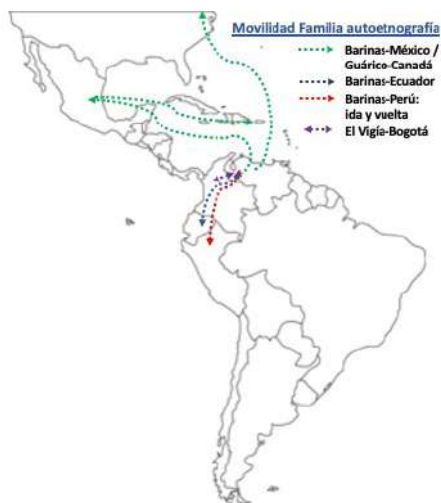 Movilidad Familia autoetnografía
Barinas-México /
Guárico-Canadá
Barinas-Ecuador
Barinas-Perú:
ida y vuelta
El Vigía-Bogotá